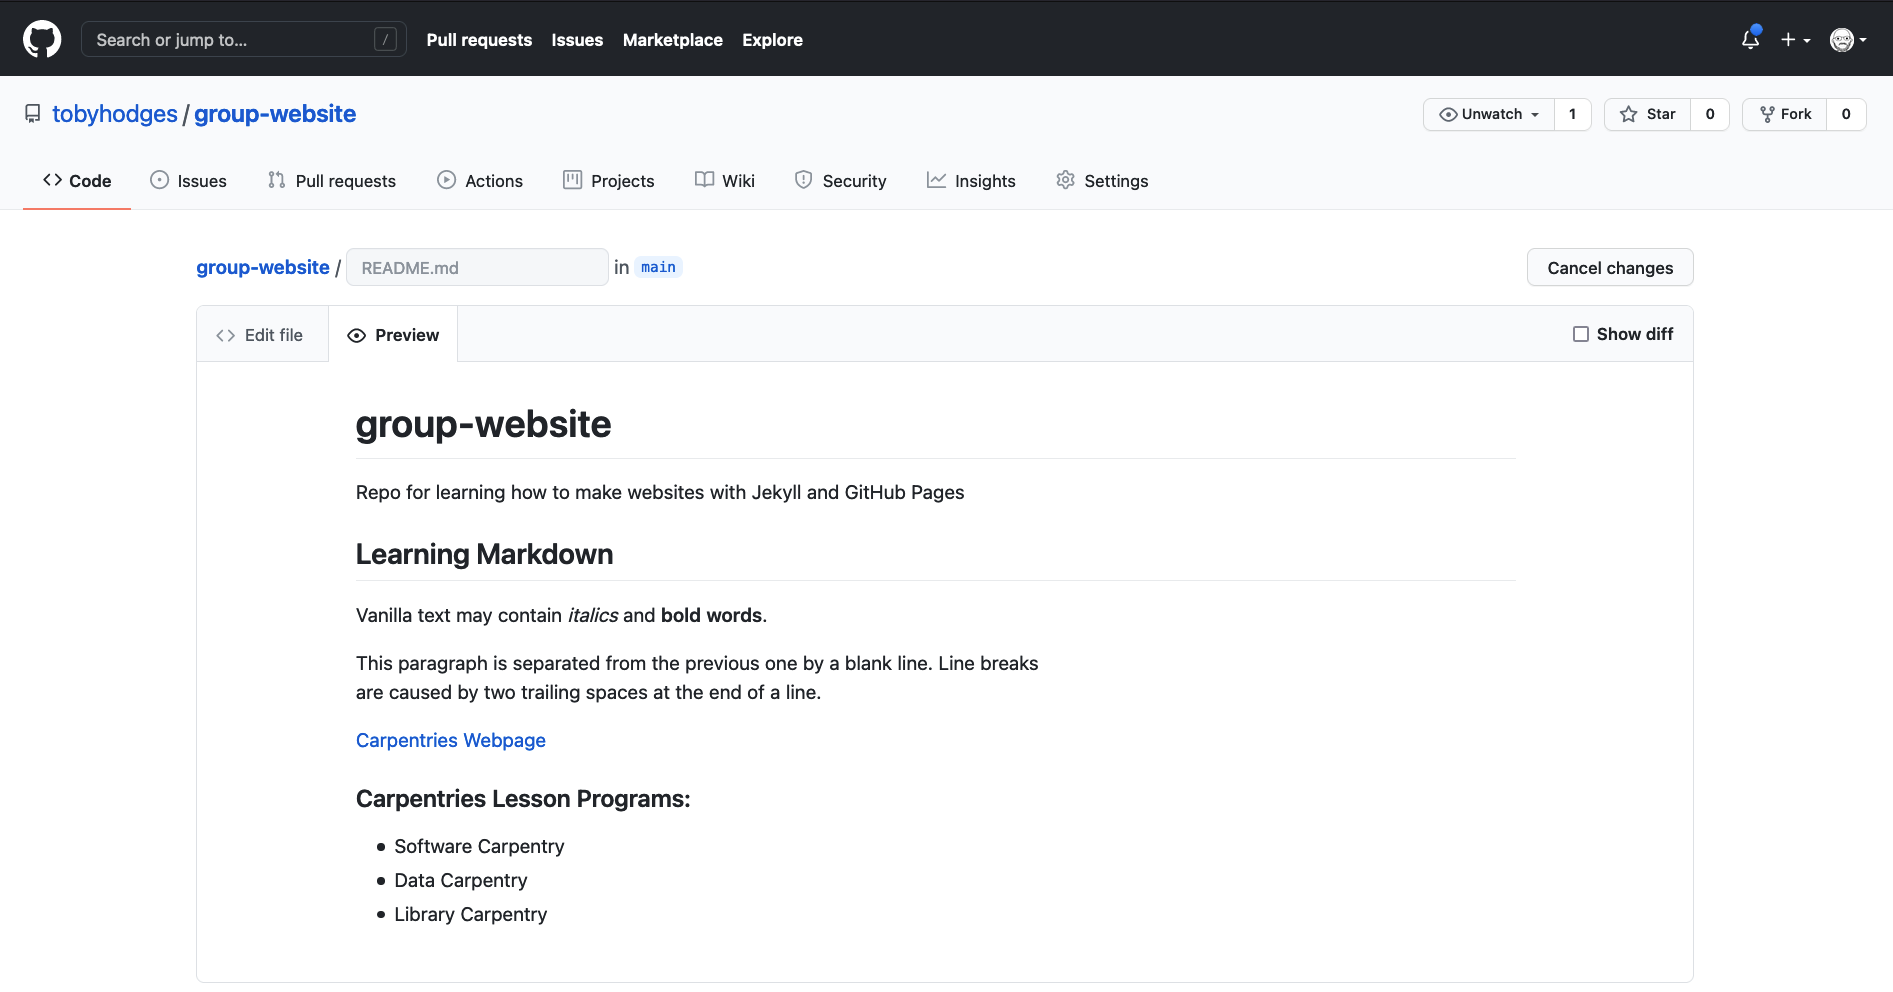 Search or jump to... /
Pull requests Issues Marketplace Explore
tobyhodges / group-website
Unwatch 1 Star 0 Fork 0
Code Issues Pull requests Actions Projects Wiki Security Insights Settings
group-website / README.md in main
Cancel changes
Edit file Preview
Show diff
group-website
Repo for learning how to make websites with Jekyll and GitHub Pages
Learning Markdown
Vanilla text may contain italics and bold words.
This paragraph is separated from the previous one by a blank line. Line breaks
are caused by two trailing spaces at the end of a line.
Carpentries Webpage
Carpentries Lesson Programs:
Software Carpentry
Data Carpentry
Library Carpentry